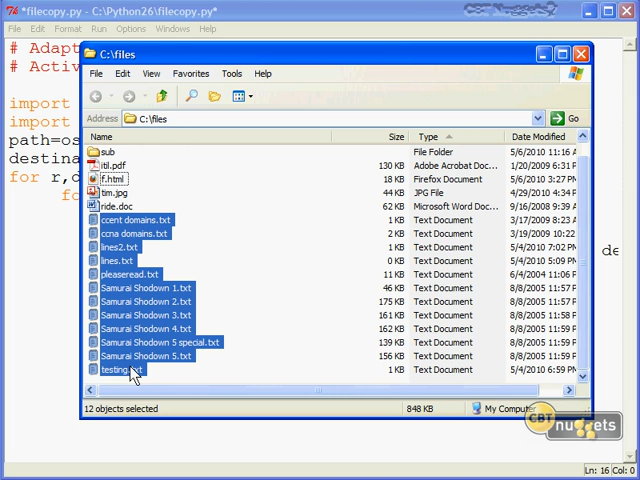 *filecopy.py - C:\Python26\filecopy.py*
CBT Nuggets
File Edit Format Run Options Windows Help
# Adapt
# Activ
import
import
path=os
destina
for r,d
fo
de
C:\files
File Edit View Favorites Tools Help
Address C:\files Go
Name Size Type Date Modified
sub File Folder 5/6/2010 11:16 A
itil.pdf 130 KB Adobe Acrobat Doc... 1/20/2009 6:31 P
f.html 18 KB Firefox Document 5/6/2010 3:27 P
tim.jpg 44 KB JPG File 4/29/2010 4:34 P
ride.doc 62 KB Microsoft Word Doc... 9/16/2008 9:39 A
ccent domains.txt 1 KB Text Document 3/17/2009 8:23 A
ccna domains.txt 2 KB Text Document 3/19/2009 10:22 A
lines2.txt 1 KB Text Document 5/4/2010 7:02 P
lines.txt 0 KB Text Document 5/4/2010 5:09 P
pleaseread.txt 11 KB Text Document 6/4/2004 11:18 P
Samurai Shodown 1.txt 46 KB Text Document 8/8/2005 11:57 P
Samurai Shodown 2.txt 175 KB Text Document 8/8/2005 11:58 P
Samurai Shodown 3.txt 161 KB Text Document 8/8/2005 11:58 P
Samurai Shodown 4.txt 162 KB Text Document 8/8/2005 11:59 P
Samurai Shodown 5 special.txt 139 KB Text Document 8/8/2005 11:59 P
Samurai Shodown 5.txt 156 KB Text Document 8/8/2005 11:59 P
testing.txt 1 KB Text Document 5/4/2010 6:59 P
12 objects selected 848 KB My Computer
CBT nuggets
Ln: 16 Col: 0